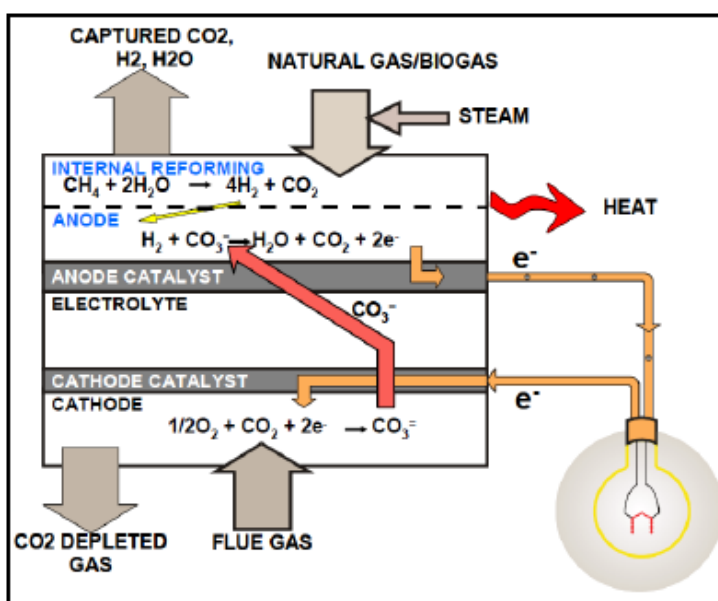 CAPTURED CO2,
H2, H2O
NATURAL GAS/BIOGAS
STEAM
INTERNAL REFORMING
CH₄ + 2H₂O → 4H₂ + CO₂
HEAT
ANODE
H₂ + CO₃⁼→H₂O + CO₂ + 2e-
e-
ANODE CATALYST
ELECTROLYTE
CO₃⁼
CATHODE CATALYST
CATHODE
e-
1/2O₂ + CO₂ + 2e- →CO₃⁼
CO2 DEPLETED
GAS
FLUE GAS